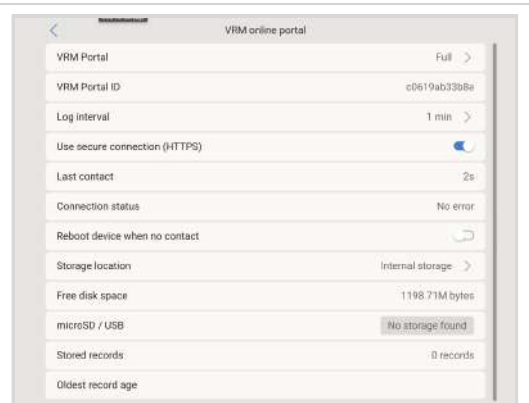 VRM online portal
VRM Portal Full
VRM Portal ID c0619ab33b8e
Log interval 1 min
Use secure connection (HTTPS)
Last contact 2s
Connection status No error
Reboot device when no contact
Storage location Internal storage
Free disk space 1198.71M bytes
microSD / USB No storage found
Stored records 0 records
Oldest record age